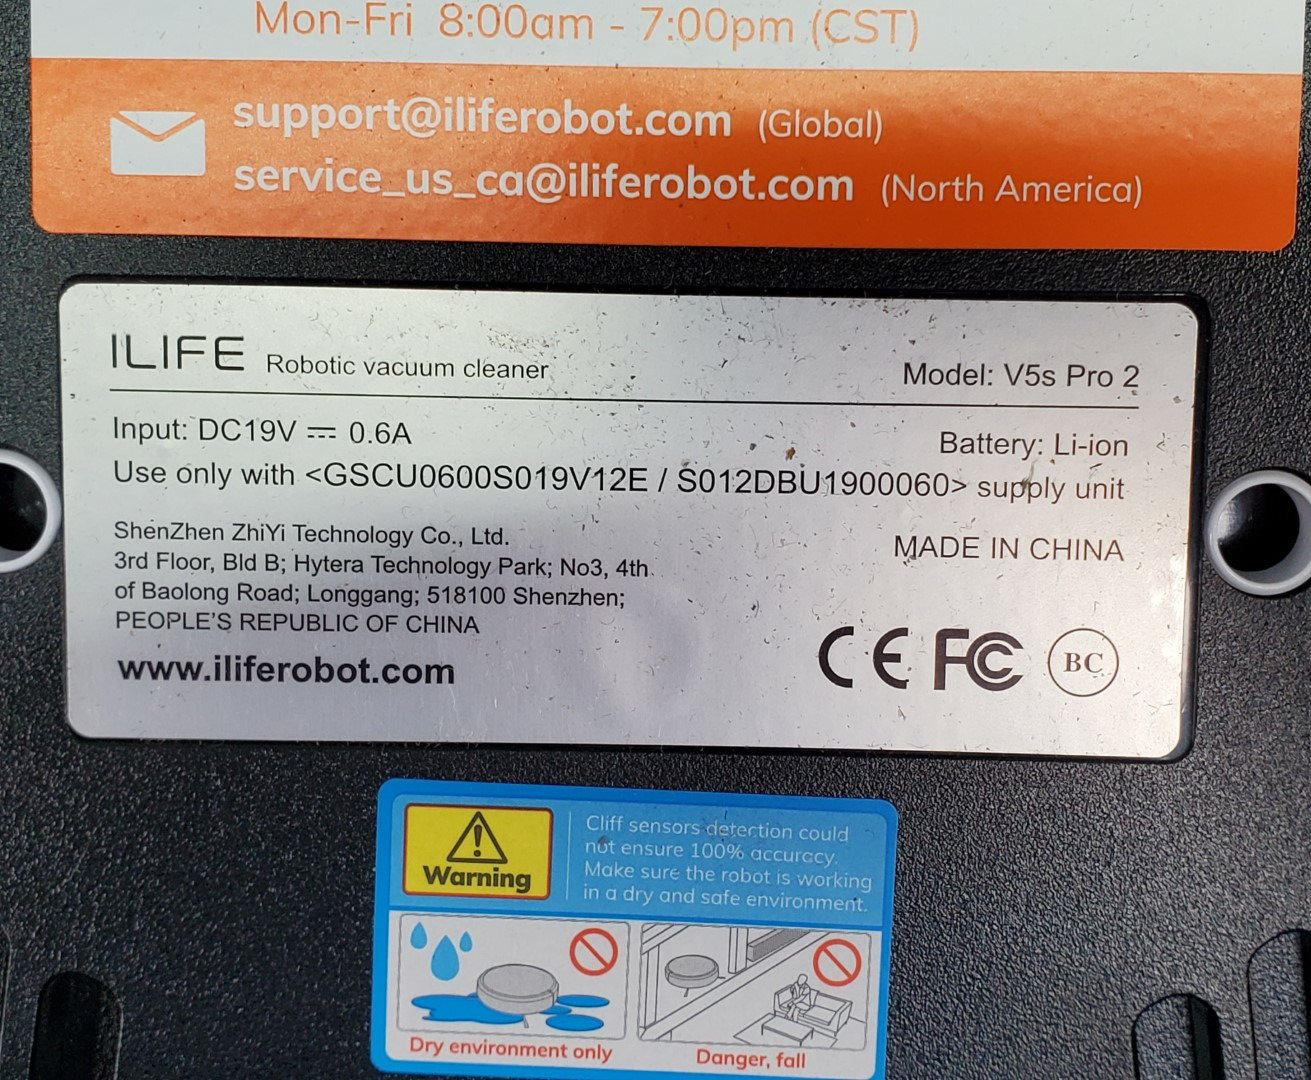 Mon-Fri 8:00am - 7:00pm (CST)
support@iliferobot.com (Global)
service_us_ca@iliferobot.com (North America)
ILIFE Robotic vacuum cleaner
Model: V5s Pro 2
Input: DC19V ⎓ 0.6A
Battery: Li-ion
Use only with <GSCU0600S019V12E / S012DBU1900060> supply unit
ShenZhen ZhiYi Technology Co., Ltd.
3rd Floor, Bld B; Hytera Technology Park; No3, 4th
of Baolong Road; Longgang; 518100 Shenzhen;
PEOPLE'S REPUBLIC OF CHINA
www.iliferobot.com
MADE IN CHINA
CE FC BC
Warning
Cliff sensors detection could
not ensure 100% accuracy.
Make sure the robot is working
in a dry and safe environment.
Dry environment only
Danger, fall